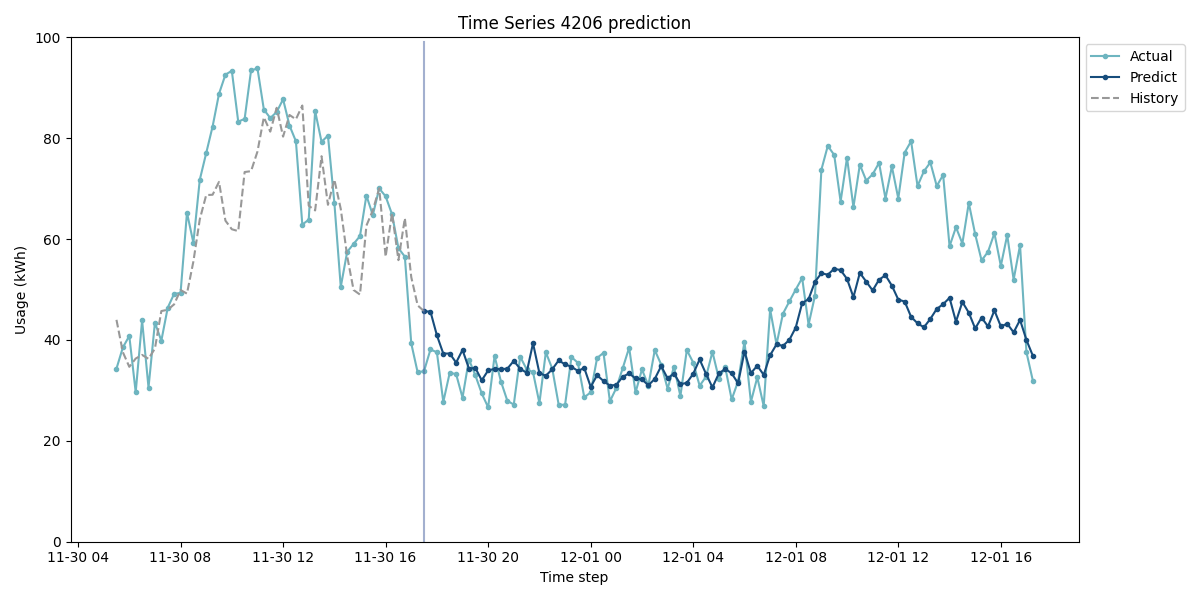 Time Series 4206 prediction
Usage (kWh)
100
80
60
40
20
0
11-30 04
11-30 08
11-30 12
11-30 16
11-30 20
12-01 00
12-01 04
12-01 08
12-01 12
12-01 16
Time step
Actual
Predict
History